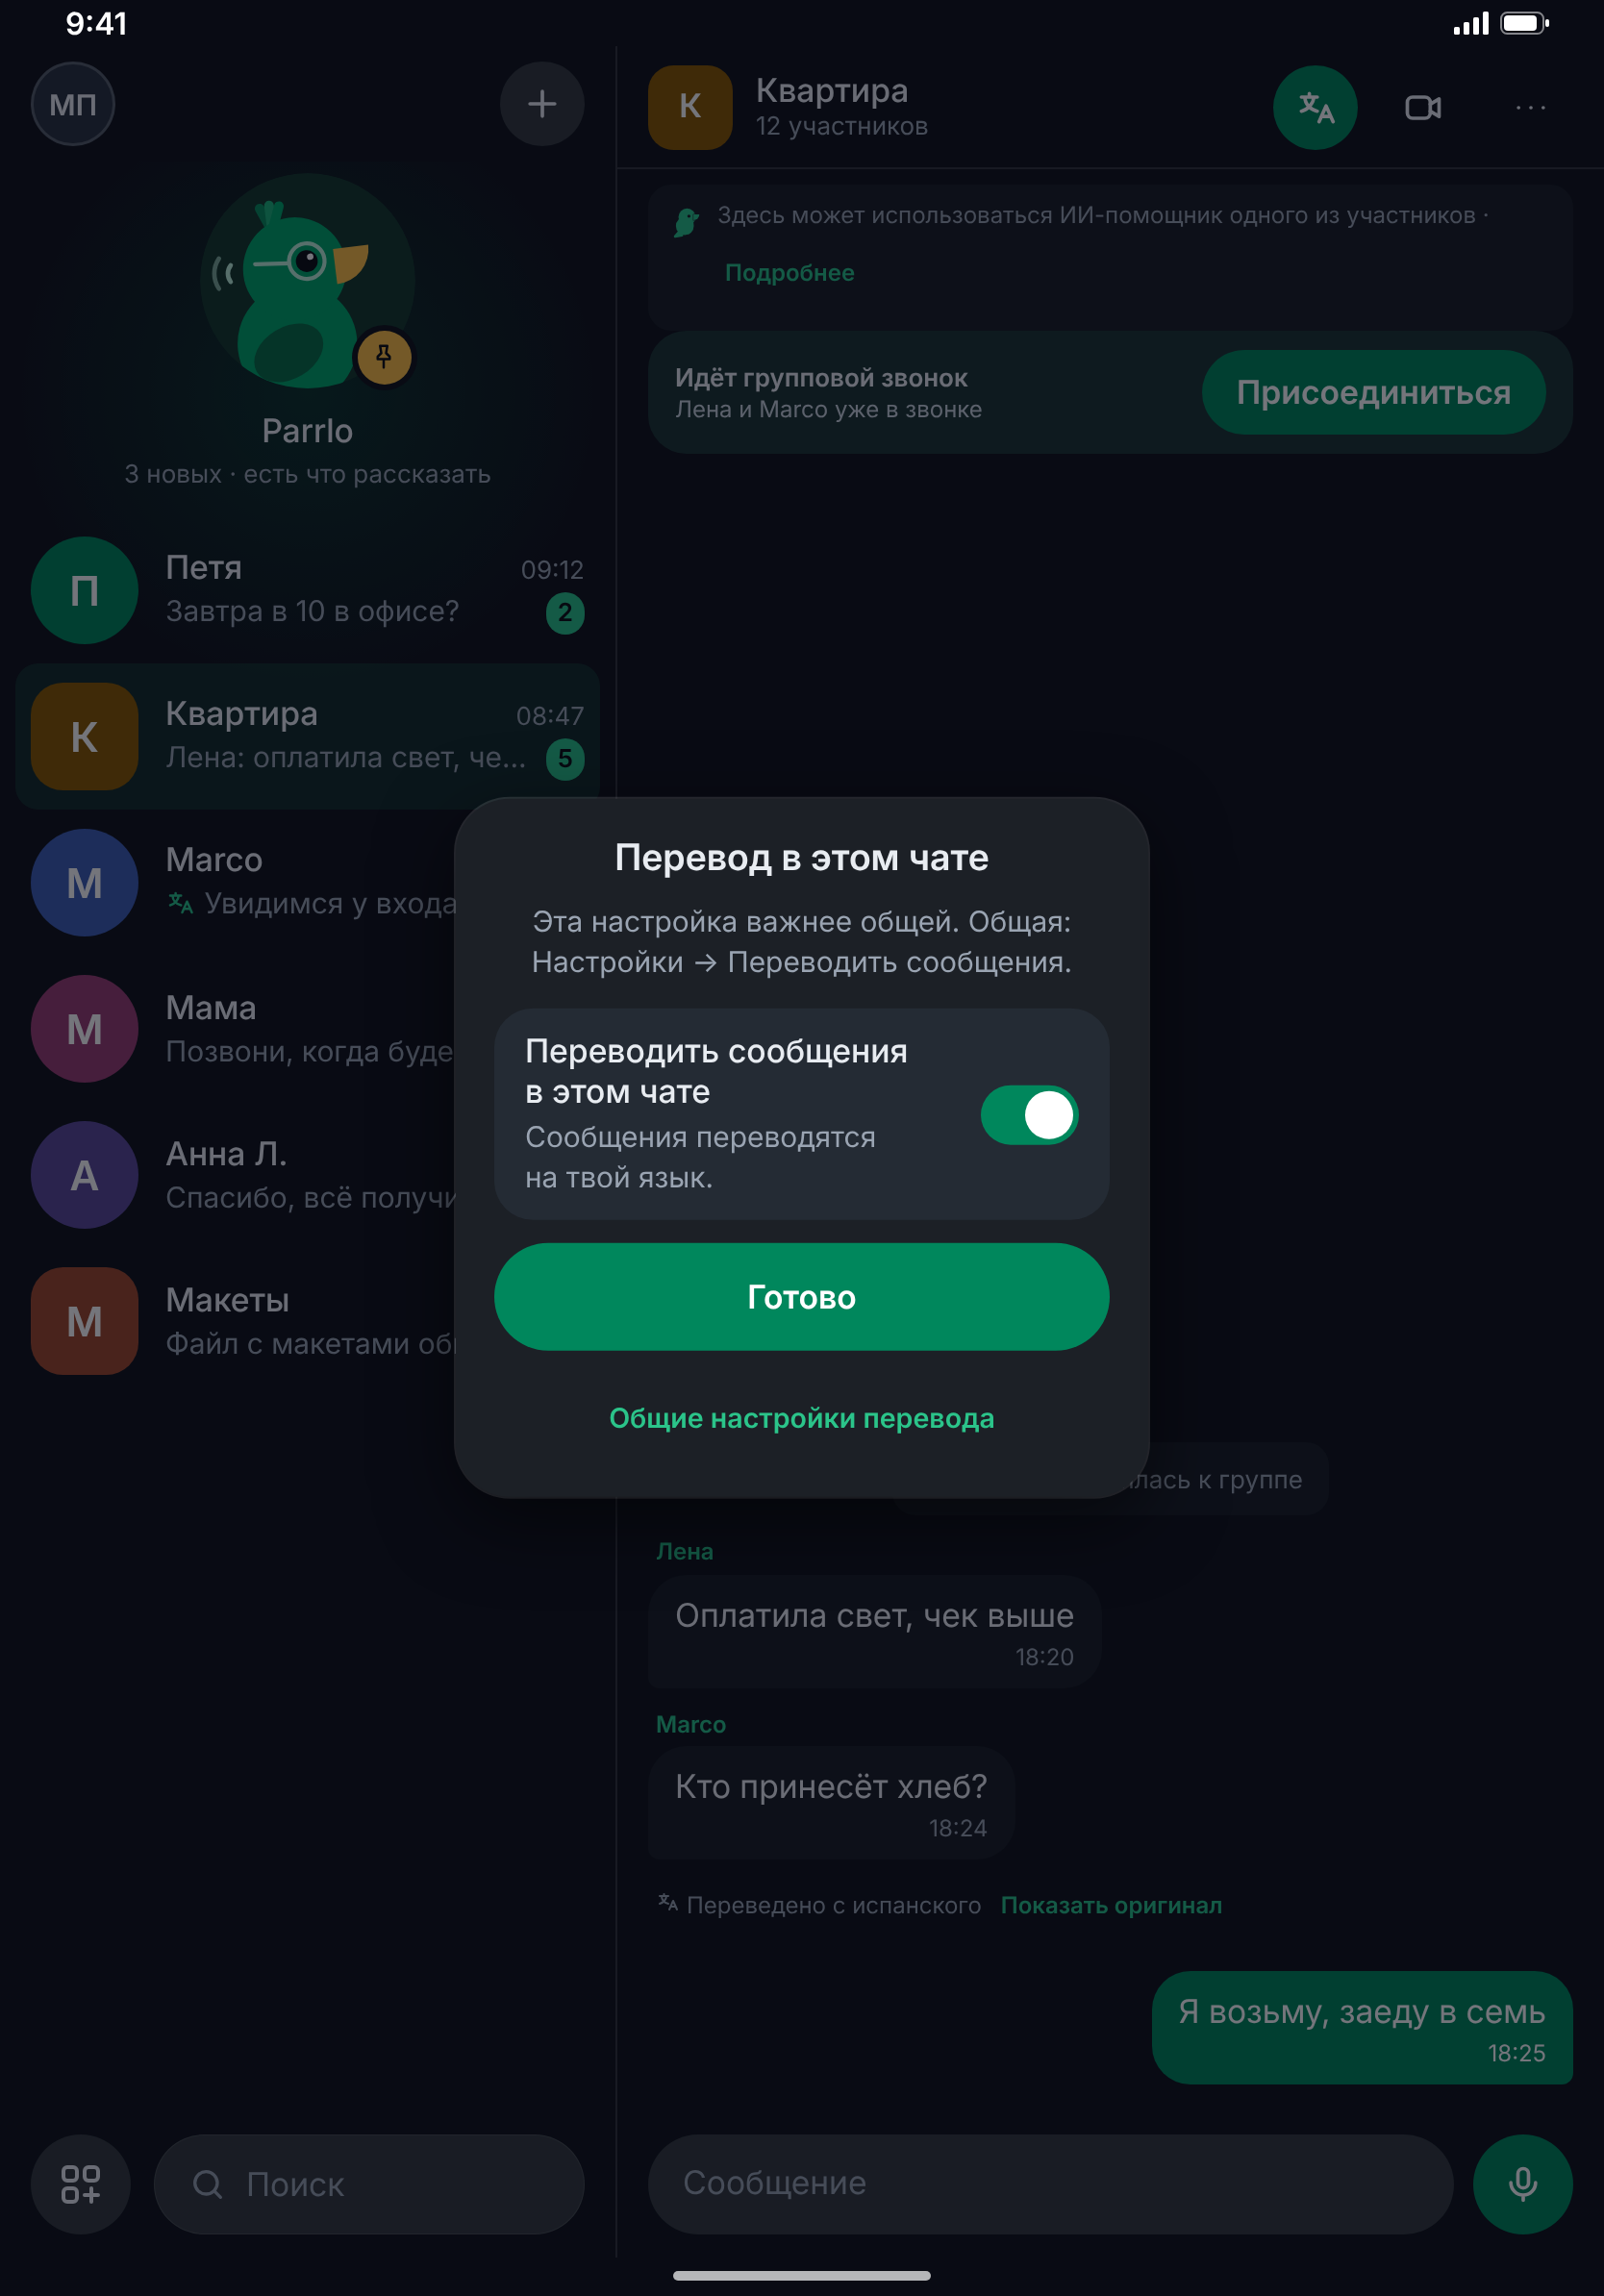 9:41
МП
К
Квартира
12 участников
Здесь может использоваться ИИ-помощник одного из участников ·
Подробнее
Идёт групповой звонок
Лена и Marco уже в звонке
Присоединиться
Parrlo
3 новых · есть что рассказать
П
Петя
09:12
Завтра в 10 в офисе?
2
К
Квартира
08:47
Лена: оплатила свет, че...
5
М
Marco
Увидимся у входа
М
Мама
Позвони, когда
А
Анна Л.
Спасибо, всё
М
Макеты
Файл с макетами
Перевод в этом чате
Эта настройка важнее общей. Общая:
Настройки → Переводить сообщения.
Переводить сообщения
в этом чате
Сообщения переводятся
на твой язык.
Готово
Общие настройки перевода
к группе
Лена
Оплатила свет, чек выше
18:20
Marco
Кто принесёт хлеб?
18:24
Переведено с испанского Показать оригинал
Я возьму, заеду в семь
18:25
Поиск
Сообщение